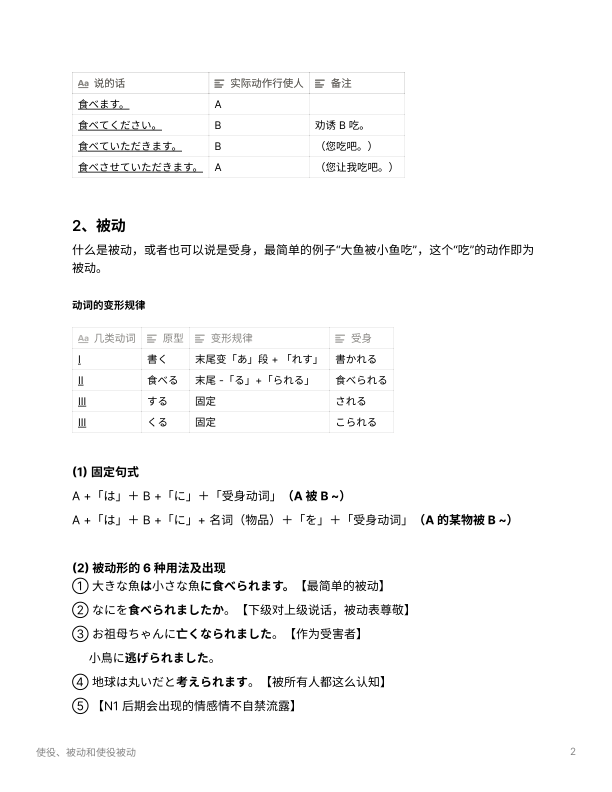 Aa 说的话 实际动作行使人 备注
食べます。 A
食べてください。 B 劝诱 B 吃。
食べていただきます。 B （您吃吧。）
食べさせていただきます。 A （您让我吃吧。）
2、被动
什么是被动，或者也可以说是受身，最简单的例子“大鱼被小鱼吃”，这个“吃”的动作即为
被动。
动词的变形规律
Aa 几类动词 原型 变形规律 受身
I 書く 末尾变「あ」段 + 「れす」 書かれる
II 食べる 末尾 -「る」+「られる」 食べられる
III する 固定 される
III くる 固定 こられる
(1) 固定句式
A +「は」＋ B +「に」＋「受身动词」（A 被 B ~）
A +「は」＋ B +「に」+ 名词（物品）＋「を」＋「受身动词」（A 的某物被 B ~）
(2) 被动形的 6 种用法及出现
① 大きな魚は小さな魚に食べられます。【最简单的被动】
② なにを食べられましたか。【下级对上级说话，被动表尊敬】
③ お祖母ちゃんに亡くなられました。【作为受害者】
小鳥に逃げられました。
④ 地球は丸いだと考えられます。【被所有人都这么认知】
⑤ 【N1 后期会出现的情感情不自禁流露】
使役、被动和使役被动 2